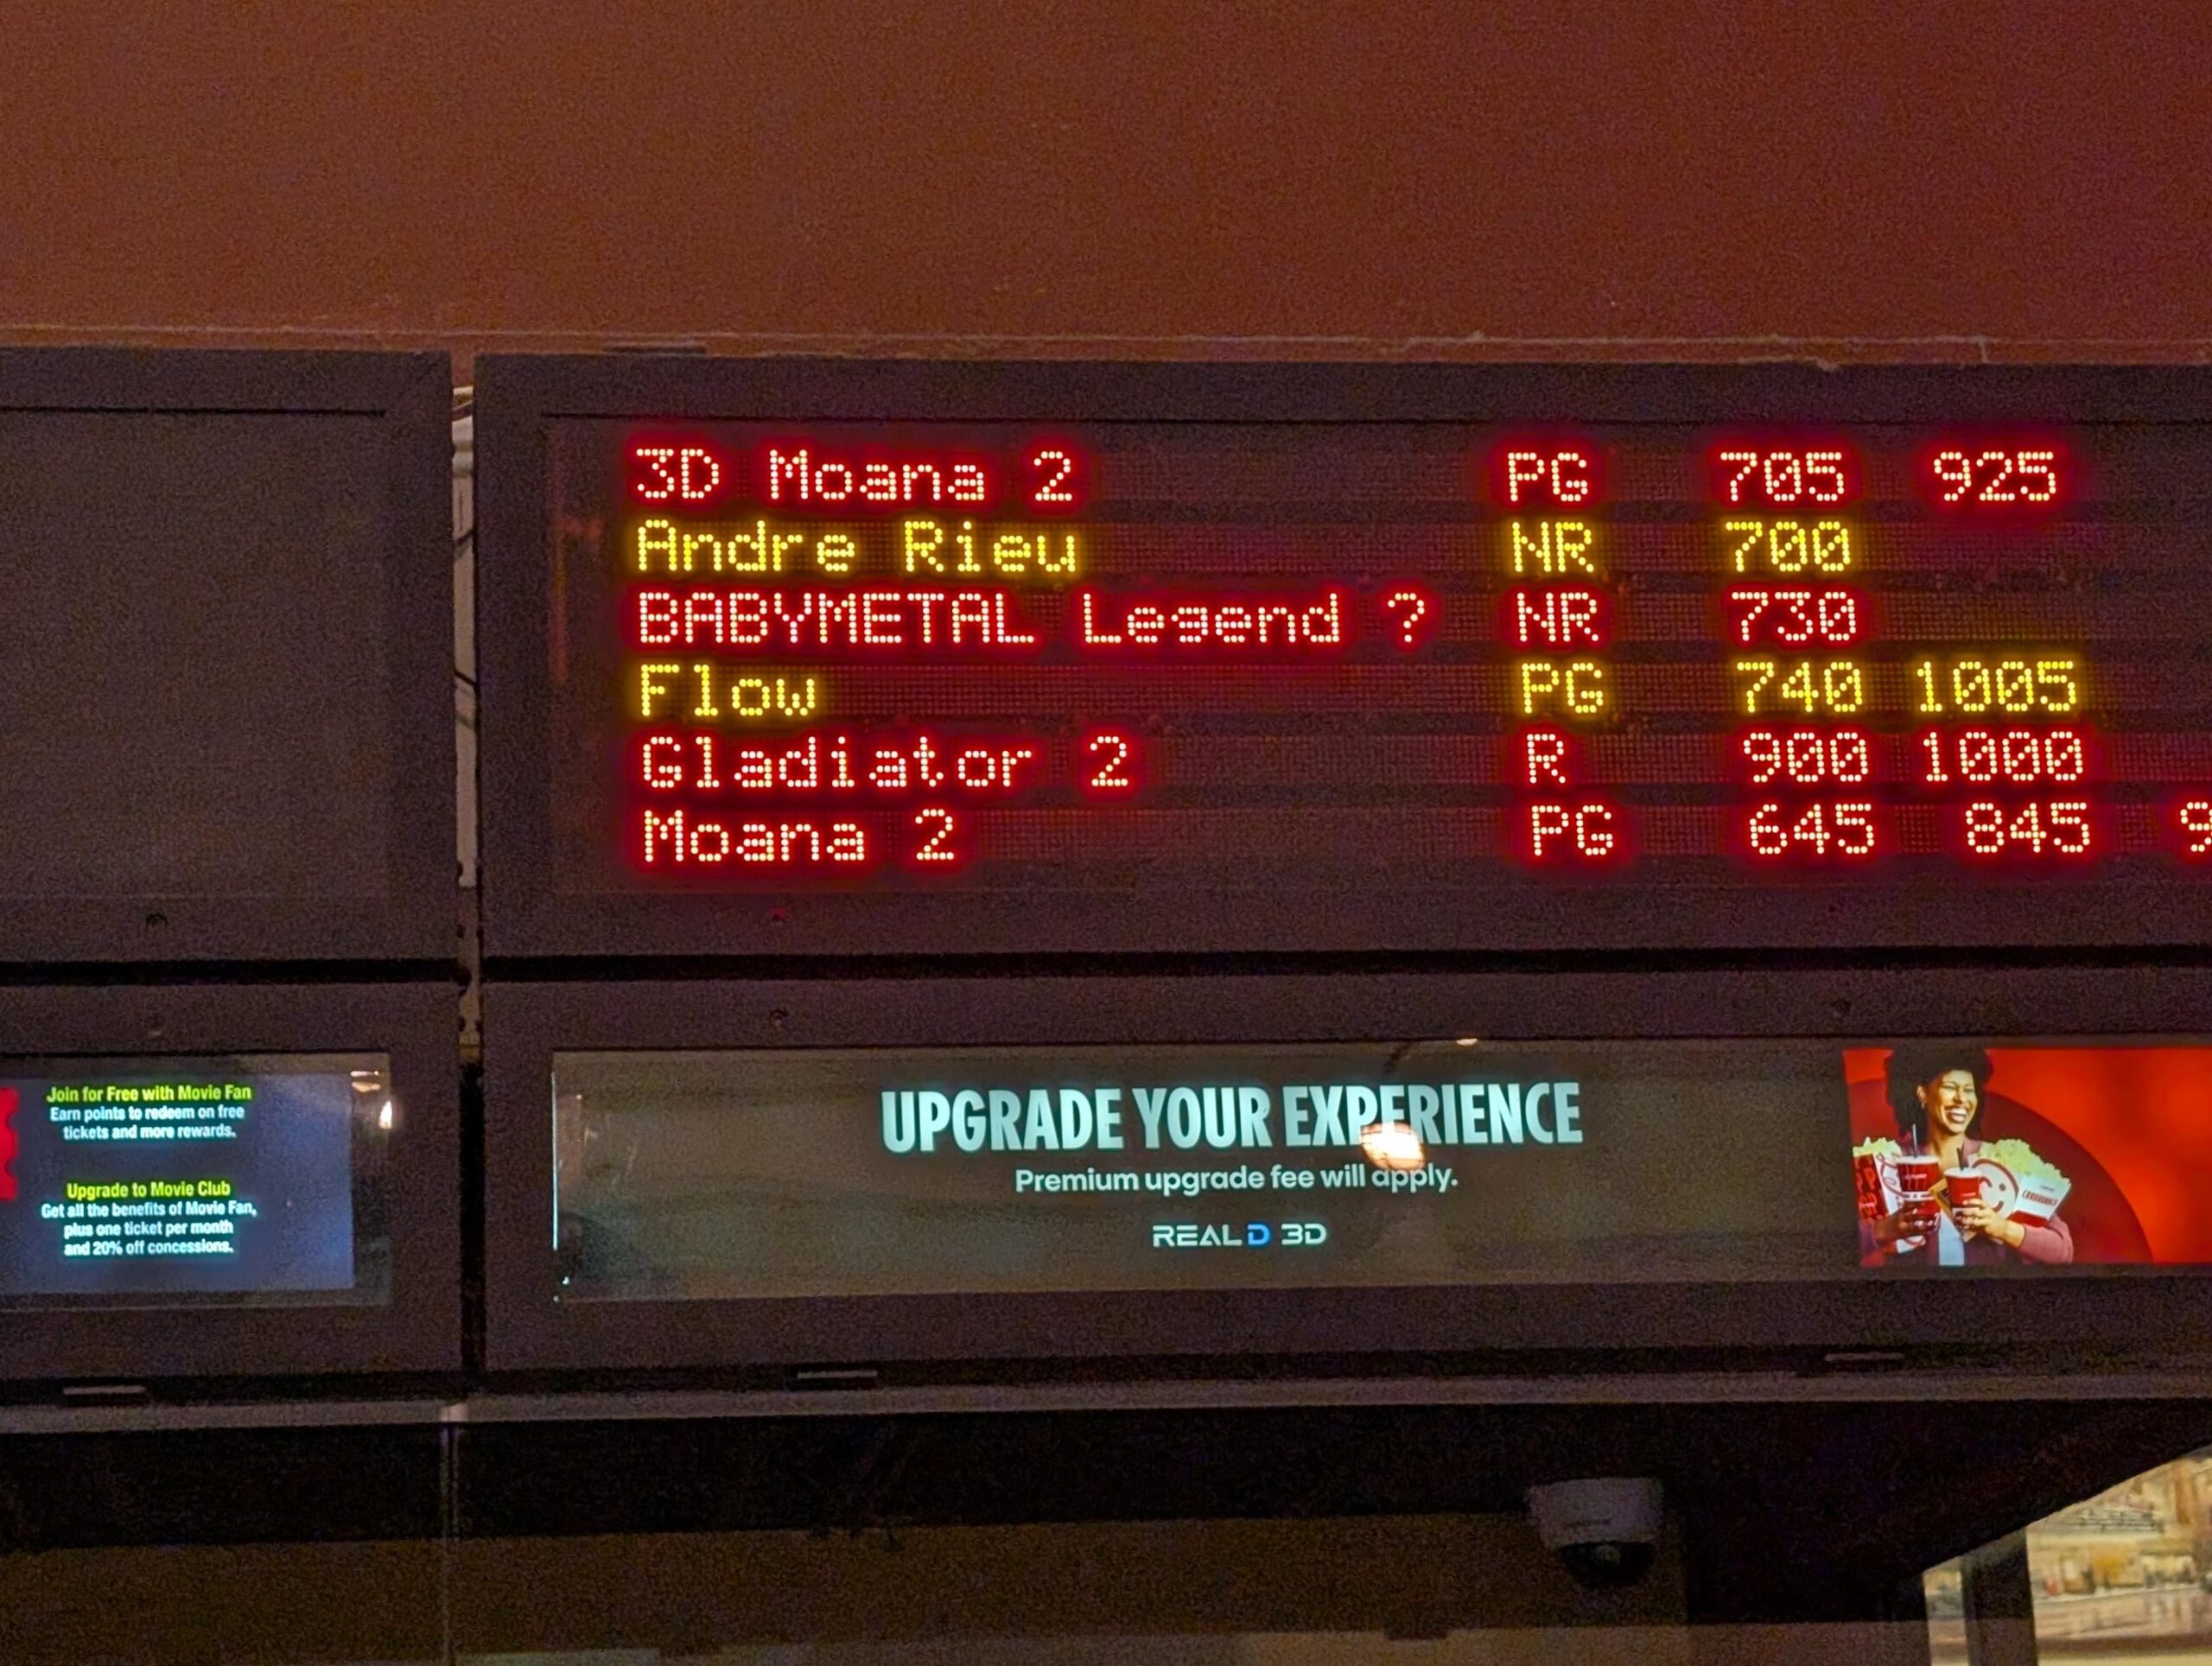 3D Moana 2 PG 705 925
Andre Rieu NR 700
BABYMETAL Legend ? NR 730
Flow PG 740 1005
Gladiator 2 R 900 1000
Moana 2 PG 645 845 9
Join for Free with Movie Fan
Earn points to redeem on free
tickets and more rewards.
Upgrade to Movie Club
Get all the benefits of Movie Fan,
plus one ticket per month
and 20% off concessions.
UPGRADE YOUR EXPERIENCE
Premium upgrade fee will apply.
REAL D 3D